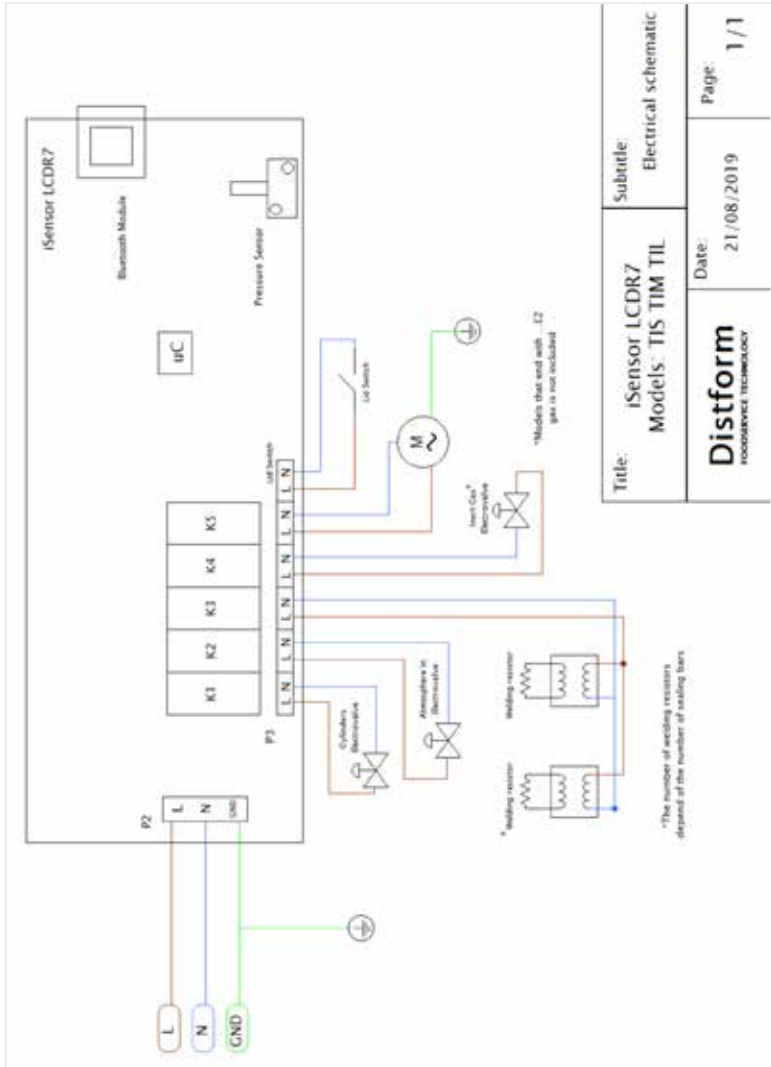 iSensor LCDR7
Bluetooth Module
Pressure Sensor
uC
K1
K2
K3
K4
K5
P2
L
N
GND
P3
L N
L N
L N
L N
L N
L N
Lid Switch
Lid Switch
M
L
N
GND
Cylinders
Electrovalve
Atmosphere in
Electrovalve
Inert Gas*
Electrovalve
*Models that end with ...E2
gas is not included
* Welding resistor
Welding resistor
*The number of welding resistors
depend of the number of sealing bars
Title:
iSensor LCDR7
Models: TIS TIM TIL
Subtitle:
Electrical schematic
Distform
FOODSERVICE TECHNOLOGY
Date:
21/08/2019
Page:
1/1